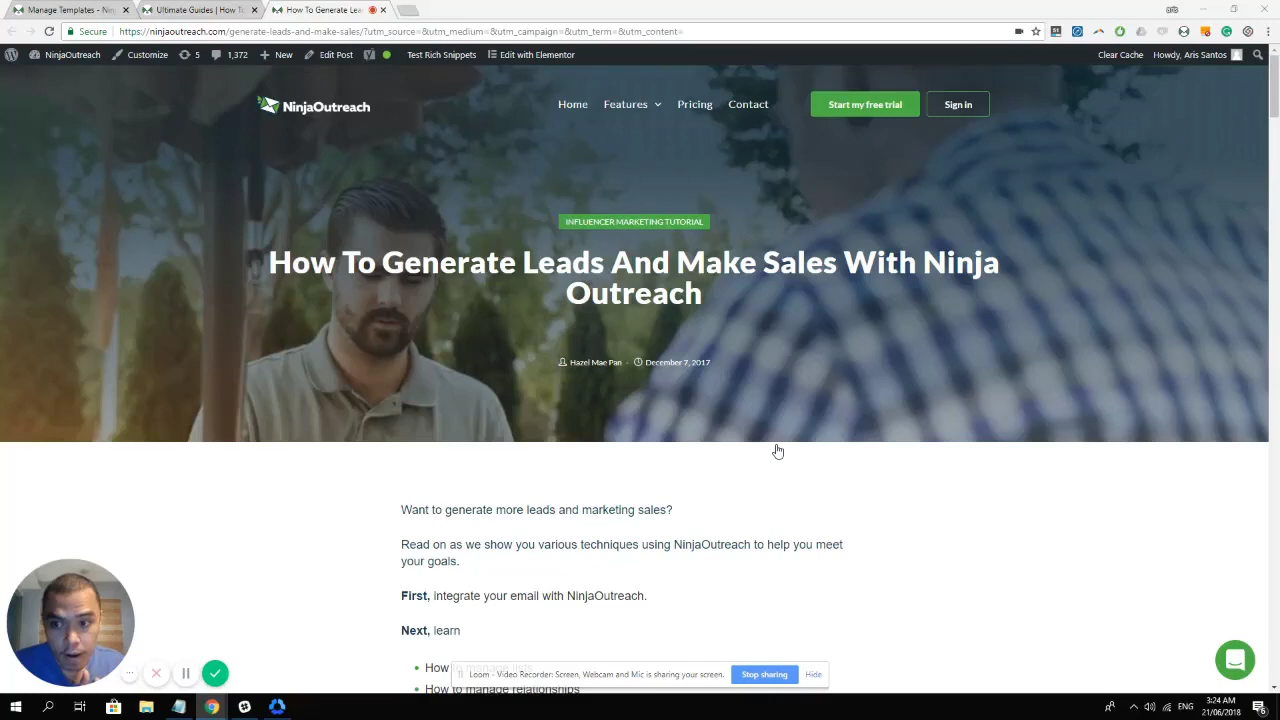 Manage Templates - Ninj
Ultimate Guides | How To
How To Generate Lea
Secure
https://ninjaoutreach.com/generate-leads-and-make-sales/?utm_source=&utm_medium=&utm_campaign=&utm_term=&utm_content=
NinjaOutreach
Customize
5
1,372
New
Edit Post
Test Rich Snippets
Edit with Elementor
Clear Cache
Howdy, Aris Santos
NinjaOutreach
Home
Features
Pricing
Contact
Start my free trial
Sign in
INFLUENCER MARKETING TUTORIAL
How To Generate Leads And Make Sales With Ninja
Outreach
Hazel Mae Pan - December 7, 2017
Want to generate more leads and marketing sales?
Read on as we show you various techniques using NinjaOutreach to help you meet
your goals.
First, integrate your email with NinjaOutreach.
Next, learn
How to manage lists
Loom - Video Recorder: Screen, Webcam and Mic is sharing your screen.
Stop sharing
Hide
How to manage relationships
ENG
3:24 AM
21/06/2018